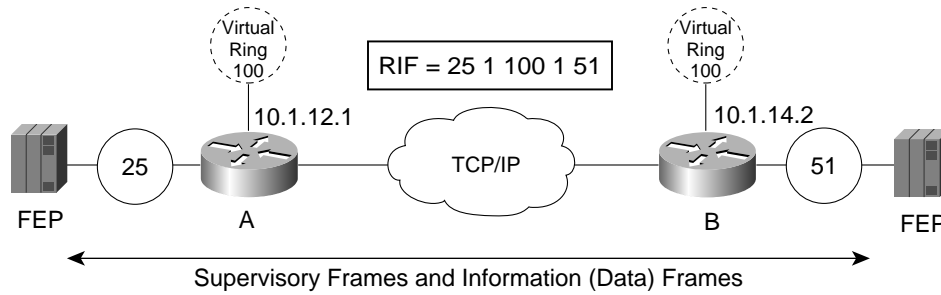 Virtual
Ring
100
RIF = 25 1 100 1 51
Virtual
Ring
100
10.1.12.1
10.1.14.2
25
TCP/IP
51
FEP
A
B
FEP
Supervisory Frames and Information (Data) Frames